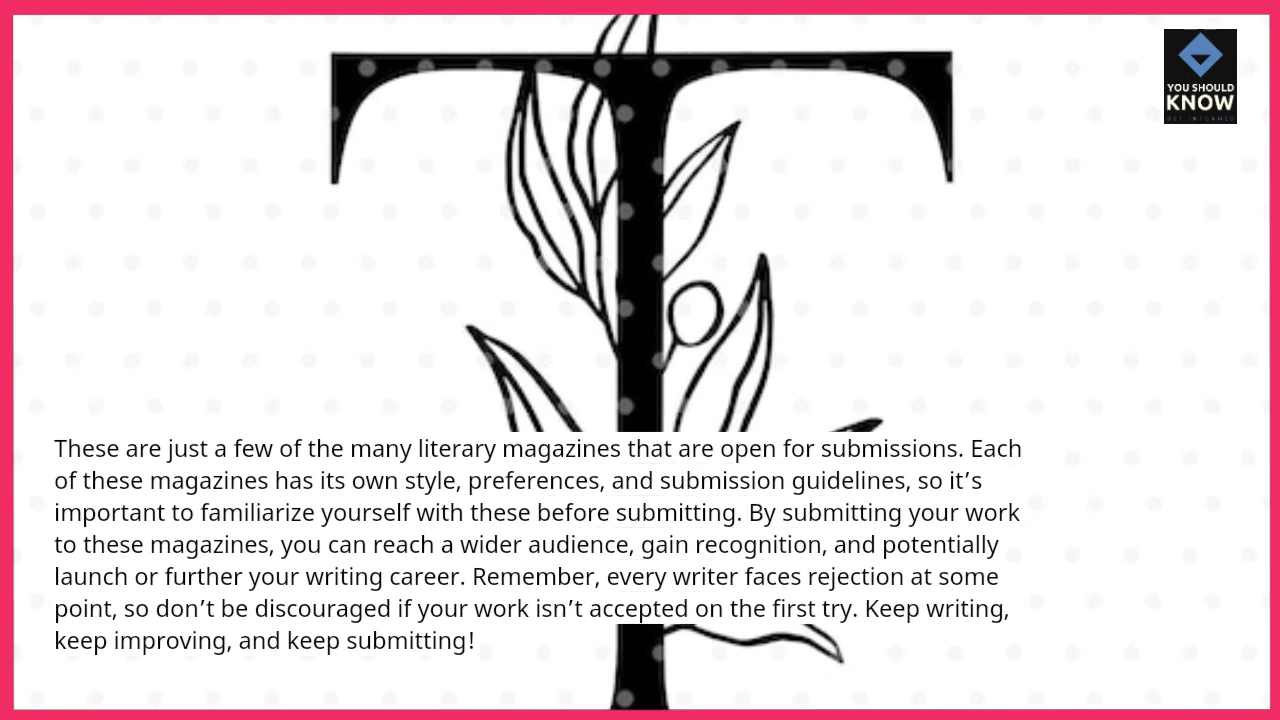 T
YOU SHOULD
KNOW
GET INFORMED
These are just a few of the many literary magazines that are open for submissions. Each
of these magazines has its own style, preferences, and submission guidelines, so it’s
important to familiarize yourself with these before submitting. By submitting your work
to these magazines, you can reach a wider audience, gain recognition, and potentially
launch or further your writing career. Remember, every writer faces rejection at some
point, so don’t be discouraged if your work isn’t accepted on the first try. Keep writing,
keep improving, and keep submitting!